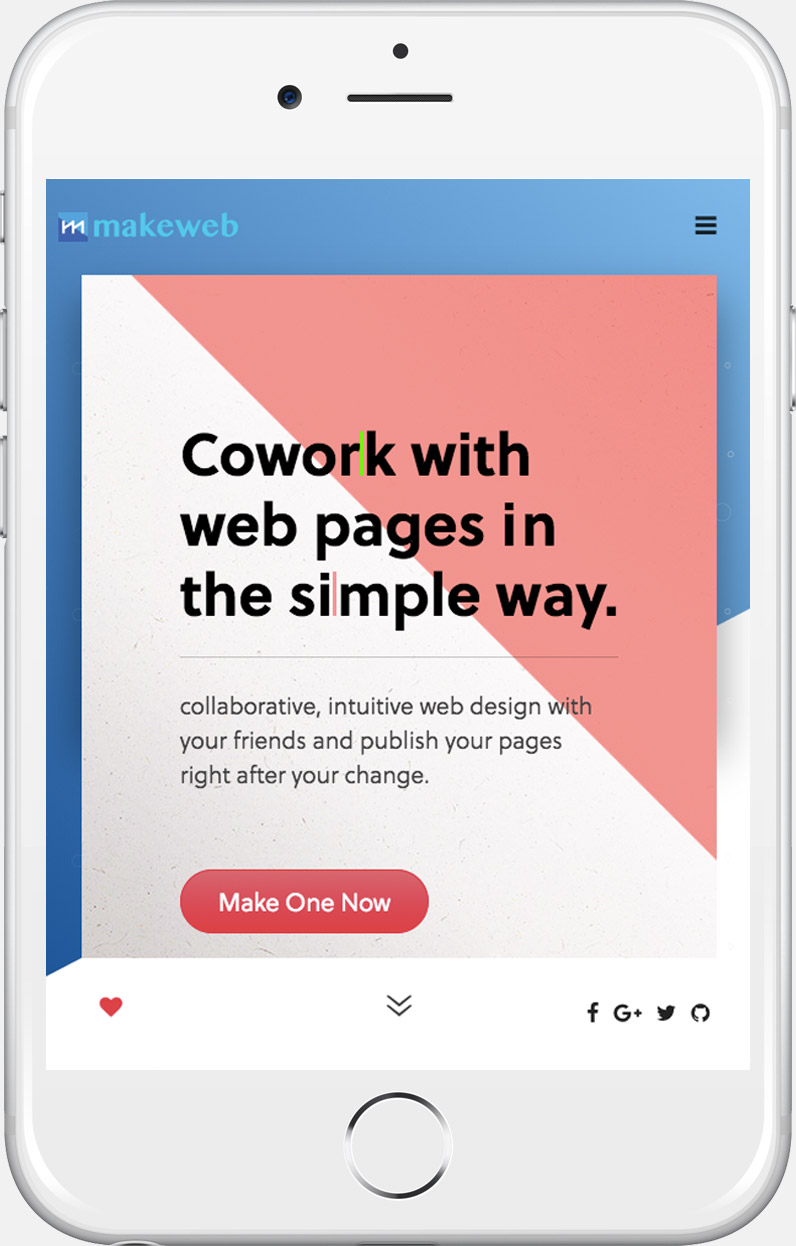 makeweb
Cowork with
web pages in
the simple way.
collaborative, intuitive web design with
your friends and publish your pages
right after your change.
Make One Now